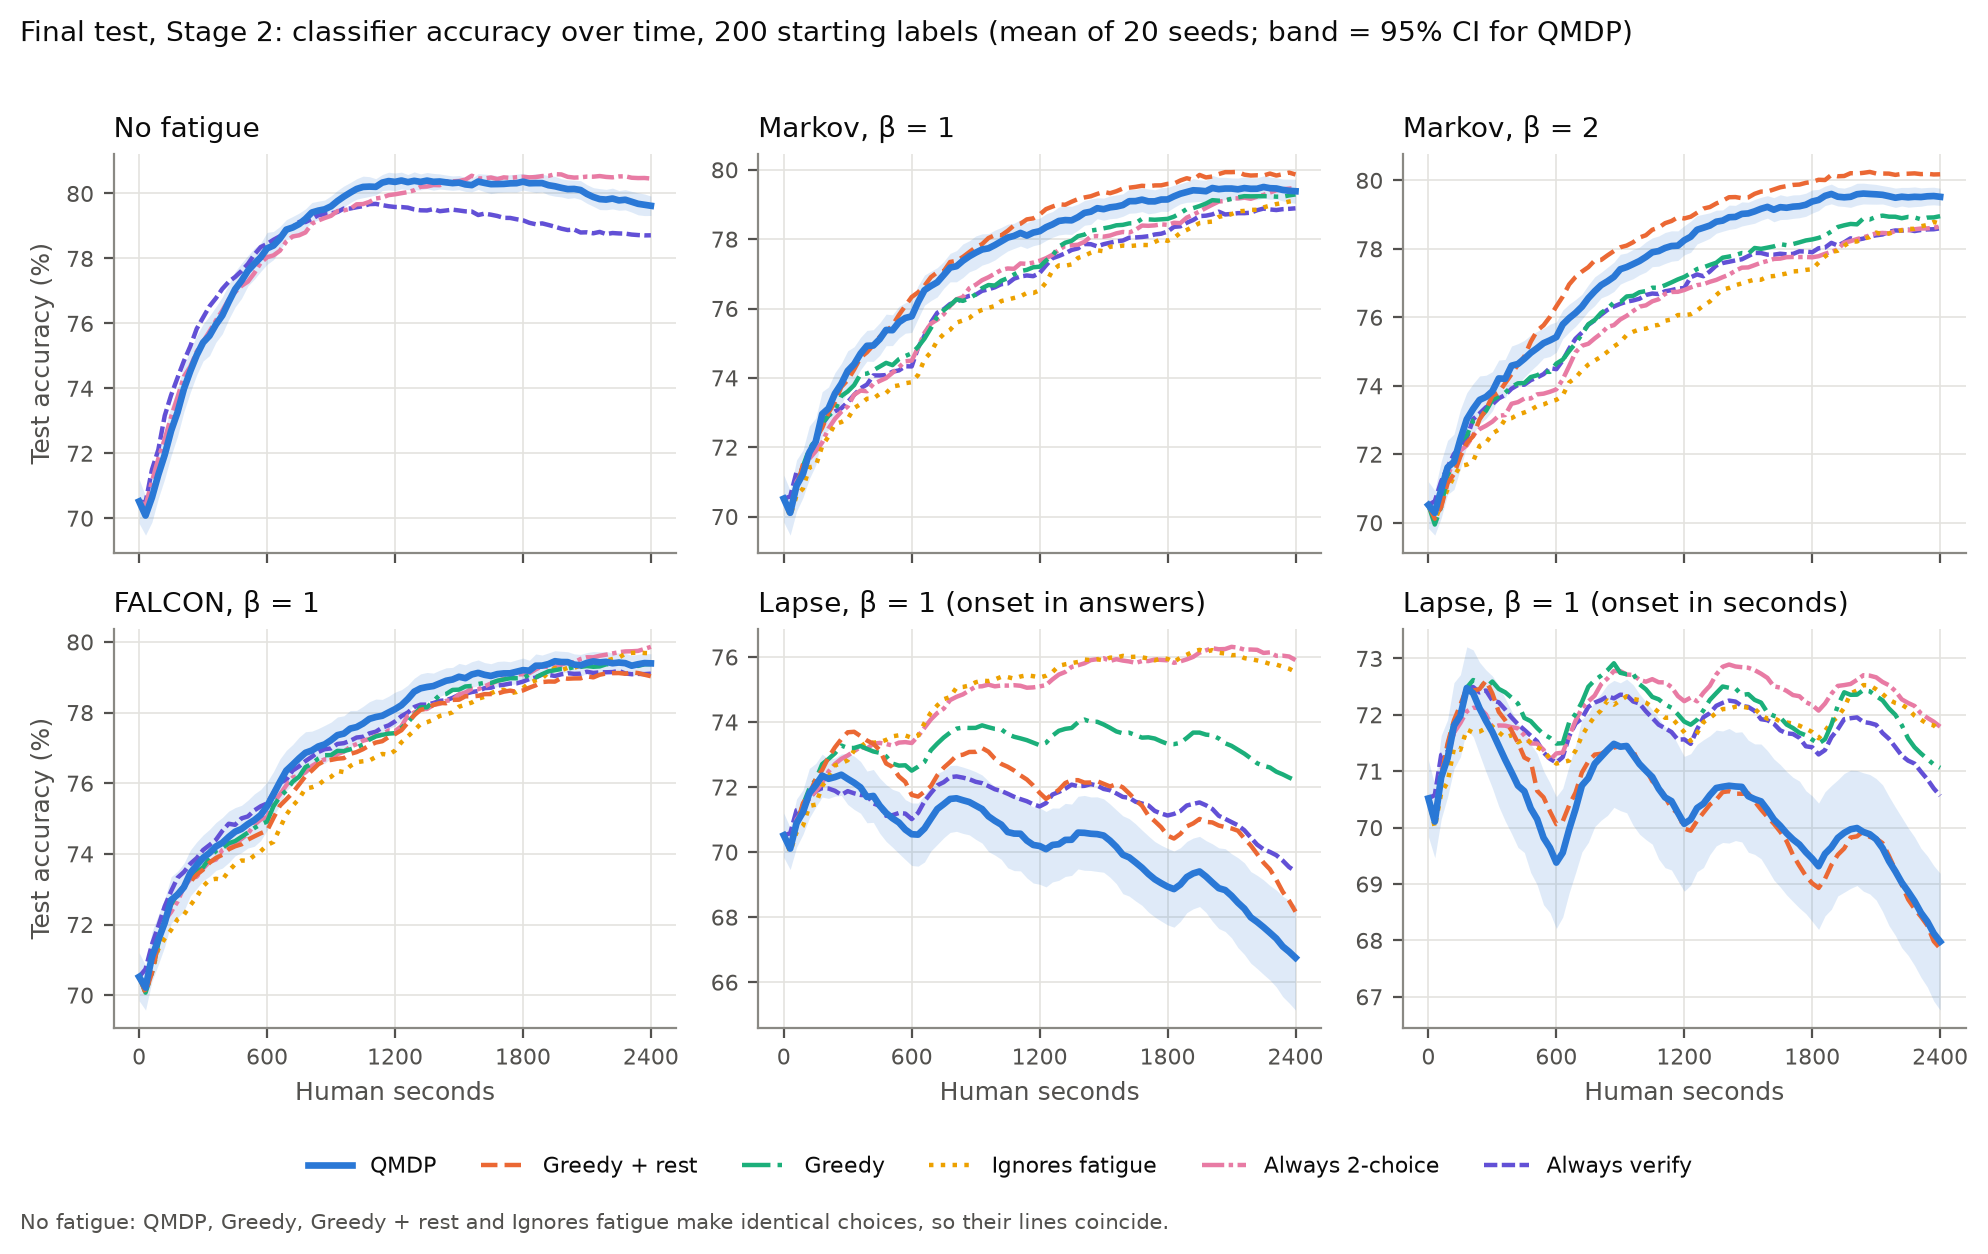 Final test, Stage 2: classifier accuracy over time, 200 starting labels (mean of 20 seeds; band = 95% CI for QMDP)
No fatigue
Markov, β = 1
Markov, β = 2
Test accuracy (%)
80
78
76
74
72
70
80
78
76
74
72
70
80
78
76
74
72
70
FALCON, β = 1
Lapse, β = 1 (onset in answers)
Lapse, β = 1 (onset in seconds)
Test accuracy (%)
80
78
76
74
72
70
76
74
72
70
68
66
73
72
71
70
69
68
67
0 600 1200 1800 2400
0 600 1200 1800 2400
0 600 1200 1800 2400
Human seconds
Human seconds
Human seconds
QMDP Greedy + rest Greedy Ignores fatigue Always 2-choice Always verify
No fatigue: QMDP, Greedy, Greedy + rest and Ignores fatigue make identical choices, so their lines coincide.